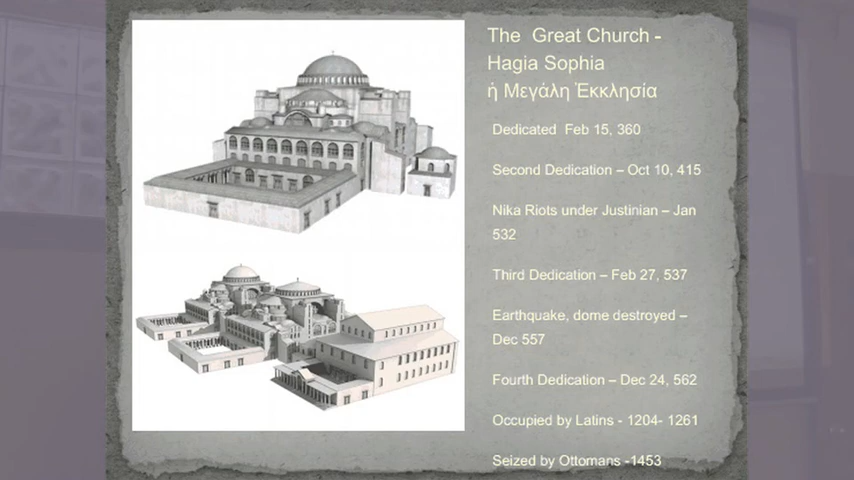 The Great Church -
Hagia Sophia
ἡ Μεγάλη Ἐκκλησία
Dedicated Feb 15, 360
Second Dedication – Oct 10, 415
Nika Riots under Justinian – Jan
532
Third Dedication – Feb 27, 537
Earthquake, dome destroyed –
Dec 557
Fourth Dedication – Dec 24, 562
Occupied by Latins - 1204- 1261
Seized by Ottomans -1453